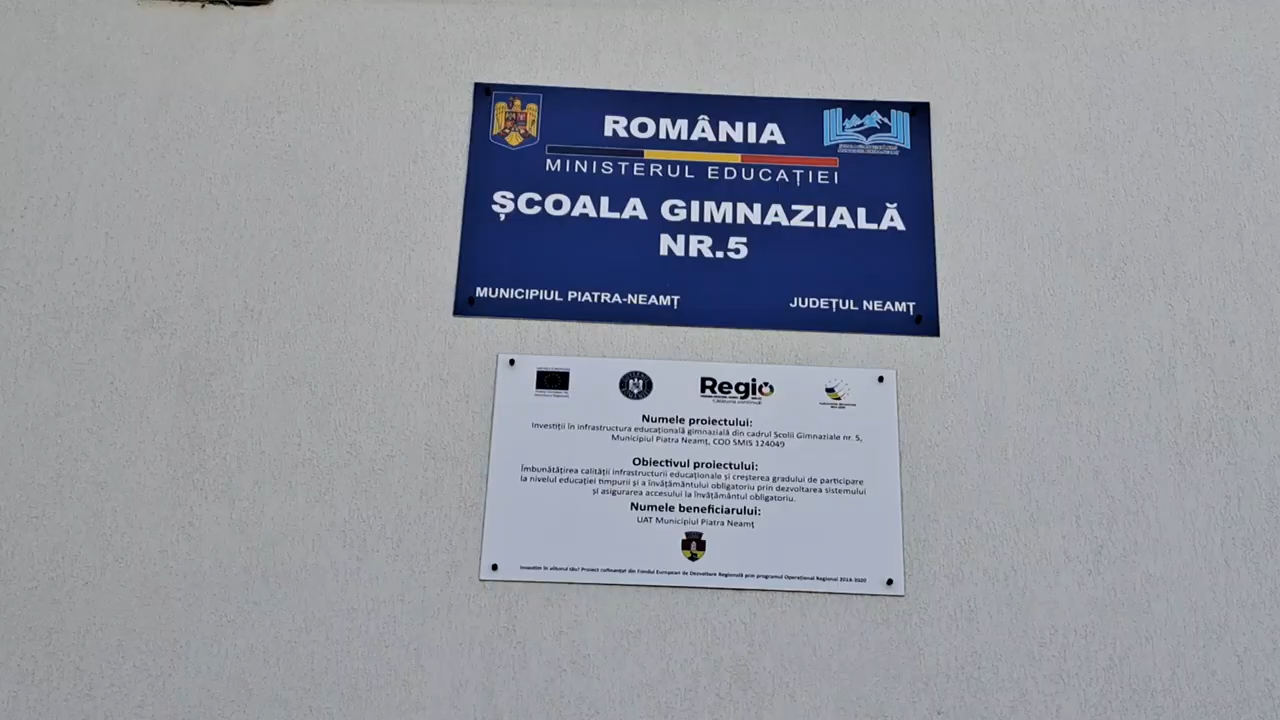 ROMÂNIA
MINISTERUL EDUCAȚIEI
ȘCOALA GIMNAZIALĂ
NR.5
MUNICIPIUL PIATRA-NEAMȚ
JUDEȚUL NEAMȚ
Regio
Numele proiectului:
Investiții în infrastructura educațională gimnazială din cadrul Școlii Gimnaziale nr. 5,
Municipiul Piatra Neamț, COD SMIS 124049
Obiectivul proiectului:
Îmbunătățirea calității infrastructurii educaționale și creșterea gradului de participare
la nivelul educației timpurii și a învățământului obligatoriu prin dezvoltarea sistemului
și asigurarea accesului la învățământul obligatoriu.
Numele beneficiarului:
UAT Municipiul Piatra Neamț
Investim în viitorul tău! Proiect cofinanțat din Fondul European de Dezvoltare Regională prin programul Operațional Regional 2014-2020